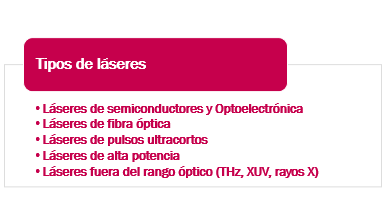 Tipos de láseres
• Láseres de semiconductores y Optoelectrónica
• Láseres de fibra óptica
• Láseres de pulsos ultracortos
• Láseres de alta potencia
• Láseres fuera del rango óptico (THz, XUV, rayos X)